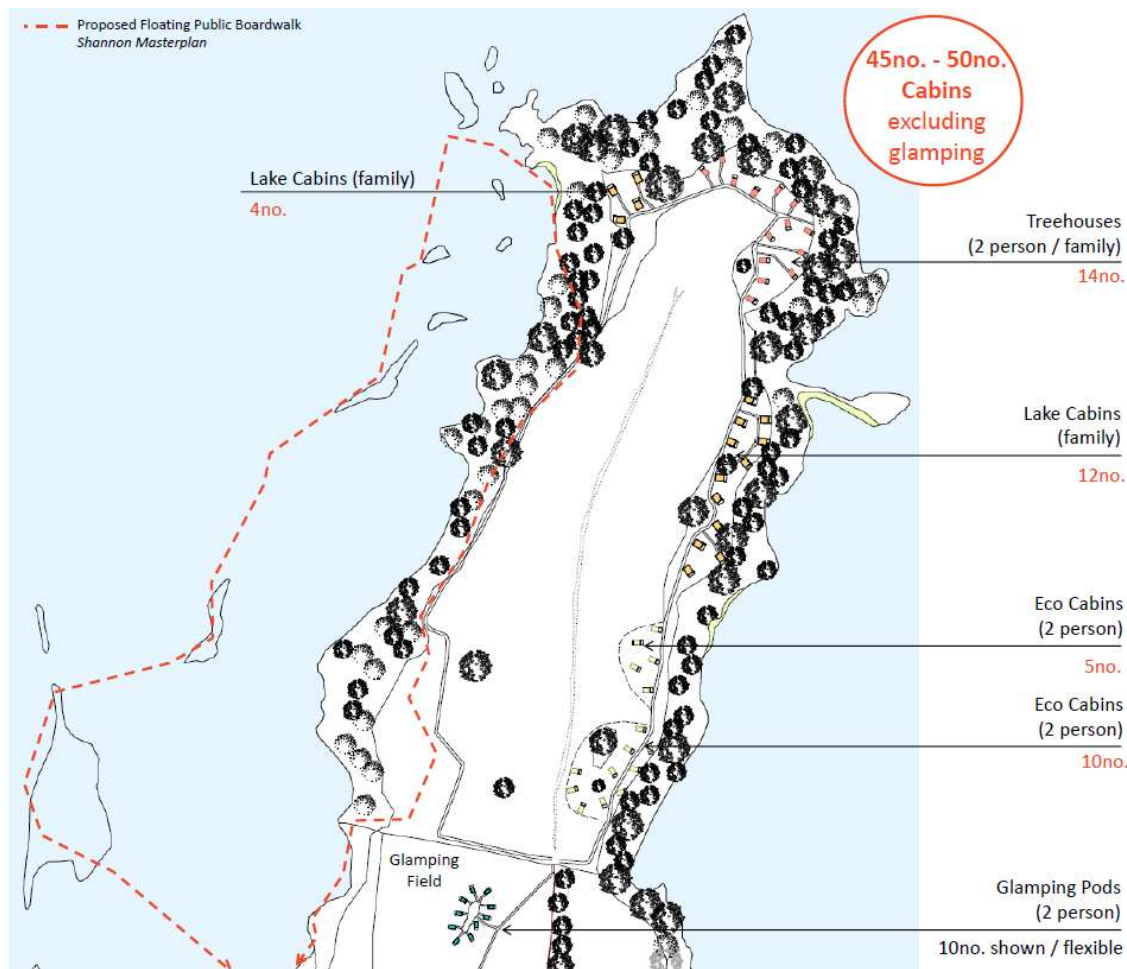 Proposed Floating Public Boardwalk
Shannon Masterplan
45no. - 50no.
Cabins
excluding
glamping
Lake Cabins (family)
4no.
Treehouses
(2 person / family)
14no.
Lake Cabins
(family)
12no.
Eco Cabins
(2 person)
5no.
Eco Cabins
(2 person)
10no.
Glamping
Field
Glamping Pods
(2 person)
10no. shown / flexible